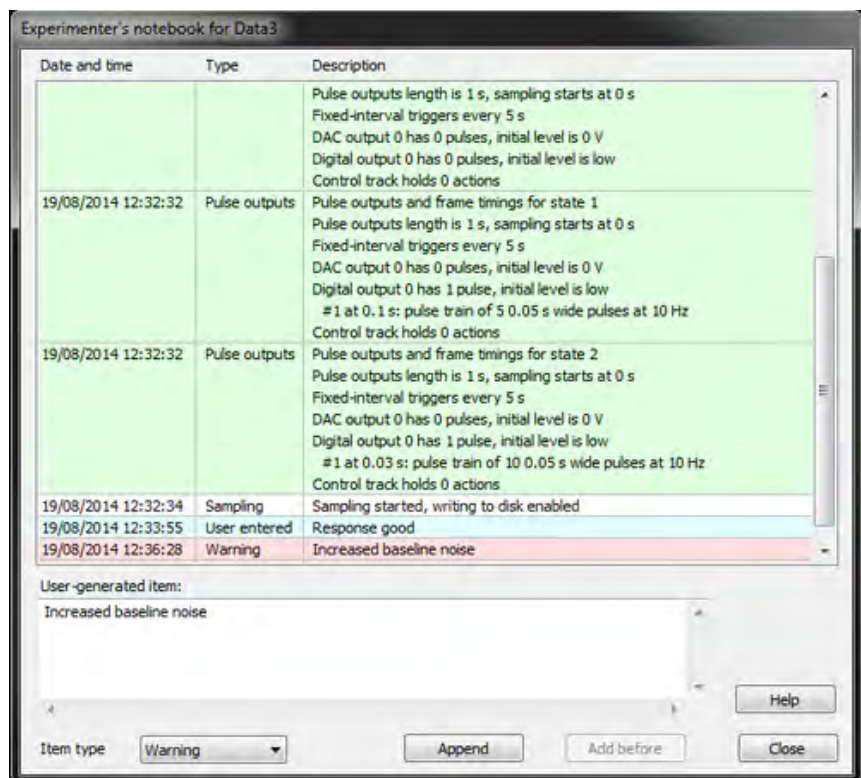 Experimenter's notebook for Data3
Date and time Type Description
Pulse outputs length is 1 s, sampling starts at 0 s
Fixed-interval triggers every 5 s
DAC output 0 has 0 pulses, initial level is 0 V
Digital output 0 has 0 pulses, initial level is low
Control track holds 0 actions
19/08/2014 12:32:32 Pulse outputs Pulse outputs and frame timings for state 1
Pulse outputs length is 1 s, sampling starts at 0 s
Fixed-interval triggers every 5 s
DAC output 0 has 0 pulses, initial level is 0 V
Digital output 0 has 1 pulse, initial level is low
#1 at 0.1 s: pulse train of 5 0.05 s wide pulses at 10 Hz
Control track holds 0 actions
19/08/2014 12:32:32 Pulse outputs Pulse outputs and frame timings for state 2
Pulse outputs length is 1 s, sampling starts at 0 s
Fixed-interval triggers every 5 s
DAC output 0 has 0 pulses, initial level is 0 V
Digital output 0 has 1 pulse, initial level is low
#1 at 0.03 s: pulse train of 10 0.05 s wide pulses at 10 Hz
Control track holds 0 actions
19/08/2014 12:32:34 Sampling Sampling started, writing to disk enabled
19/08/2014 12:33:55 User entered Response good
19/08/2014 12:36:28 Warning Increased baseline noise
User-generated item:
Increased baseline noise
Help
Item type Warning Append Add before Close